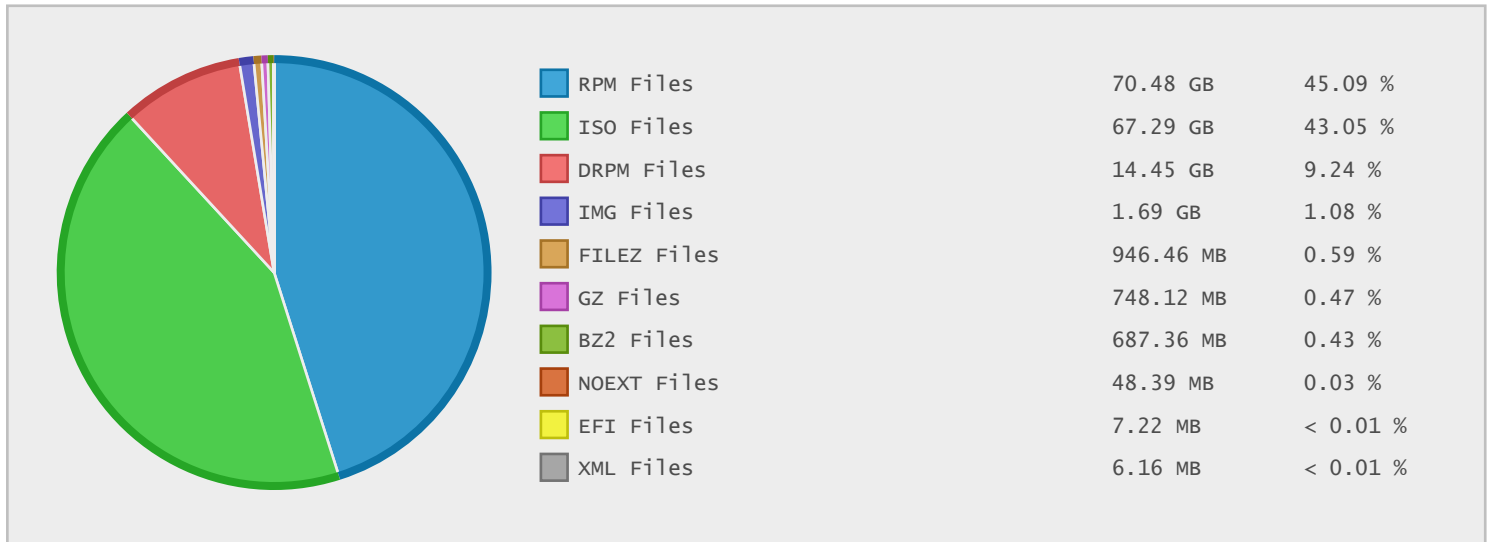 RPM Files 70.48 GB 45.09 %
ISO Files 67.29 GB 43.05 %
DRPM Files 14.45 GB 9.24 %
IMG Files 1.69 GB 1.08 %
FILEZ Files 946.46 MB 0.59 %
GZ Files 748.12 MB 0.47 %
BZ2 Files 687.36 MB 0.43 %
NOEXT Files 48.39 MB 0.03 %
EFI Files 7.22 MB < 0.01 %
XML Files 6.16 MB < 0.01 %